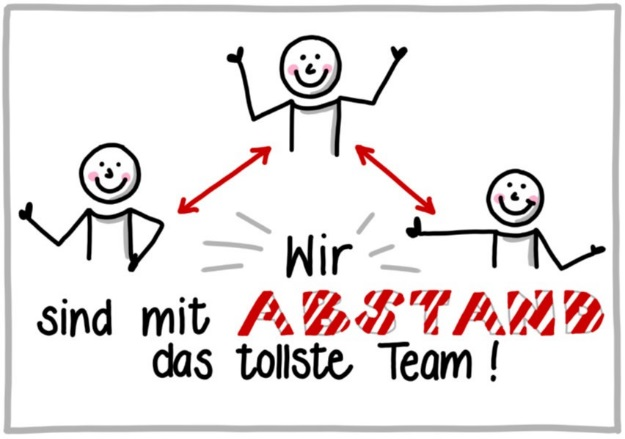 Wir
sind mit ABSTAND
das tollste Team!